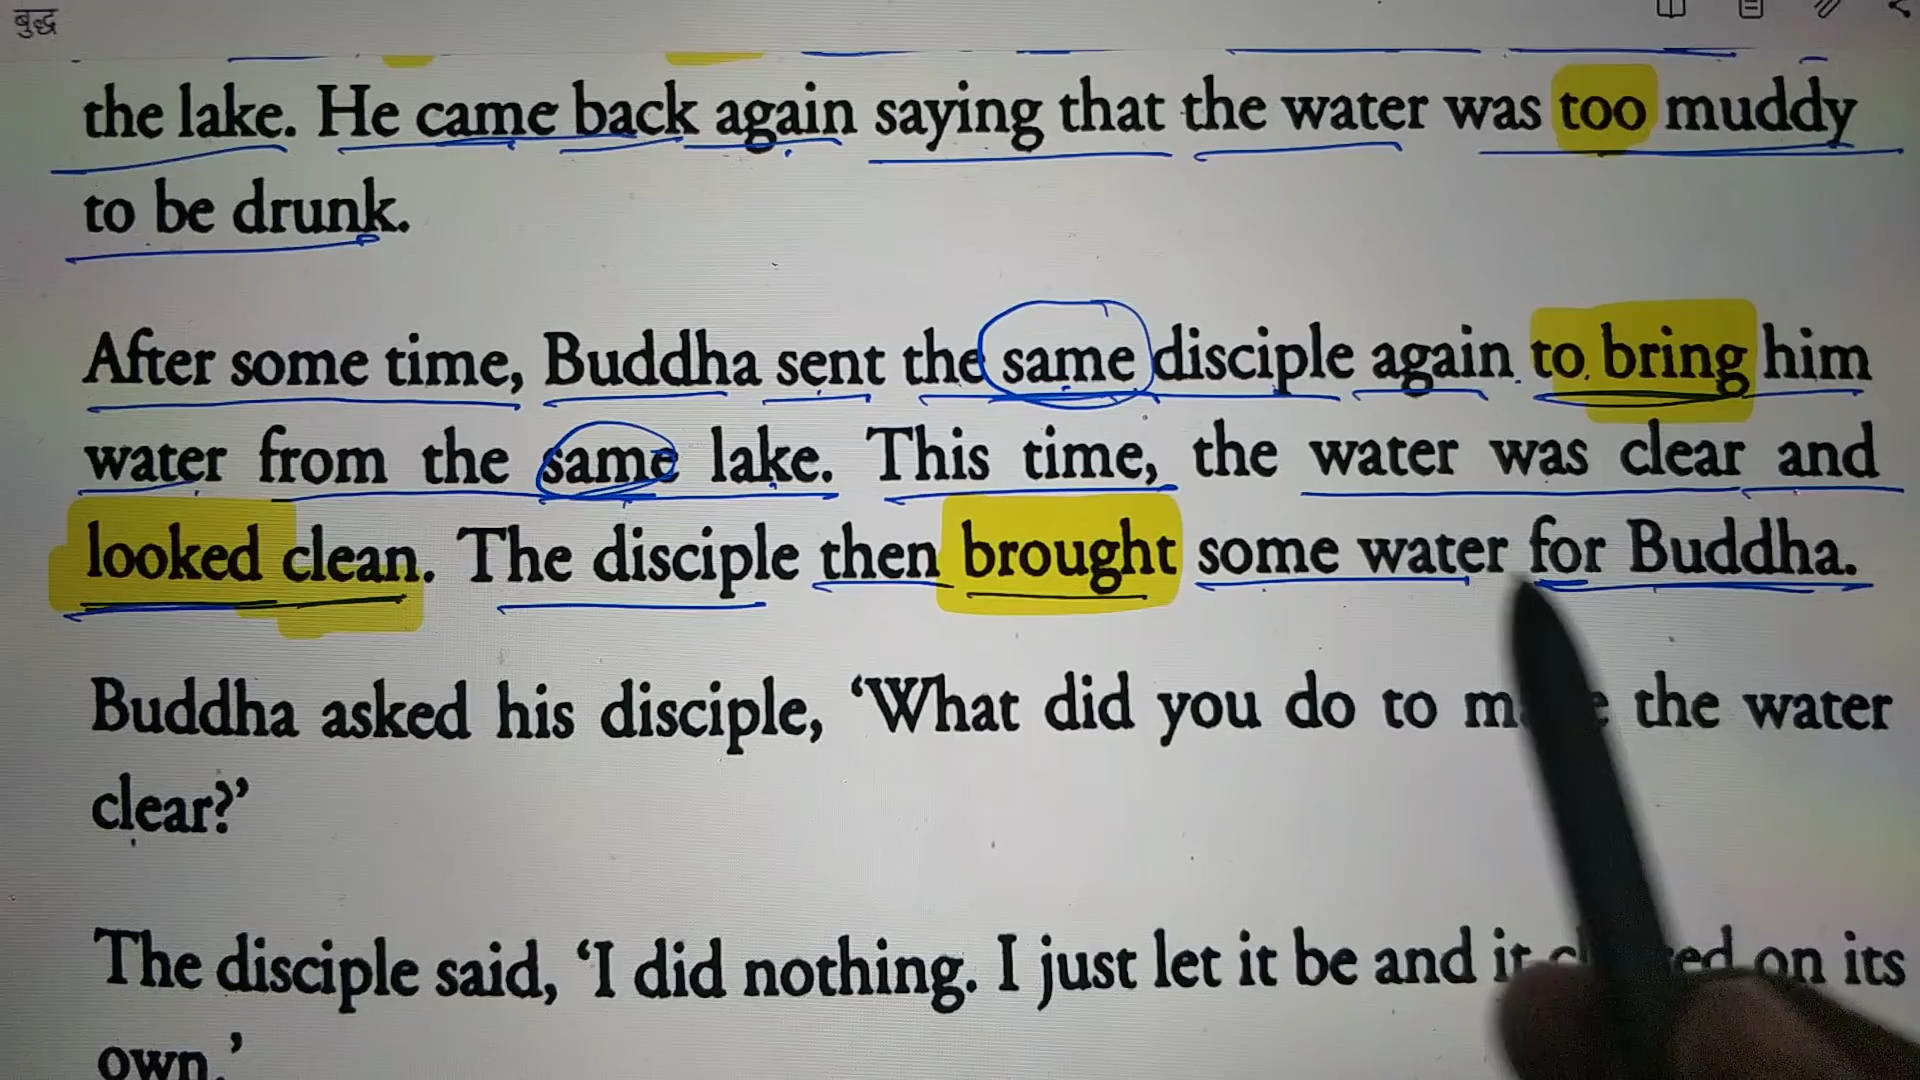 बुद्ध
the lake. He came back again saying that the water was too muddy
to be drunk.
After some time, Buddha sent the same disciple again to bring him
water from the same lake. This time, the water was clear and
looked clean. The disciple then brought some water for Buddha.
Buddha asked his disciple, ‘What did you do to the water
clear?’
The disciple said, ‘I did nothing. I just let it be and it on its
own.’